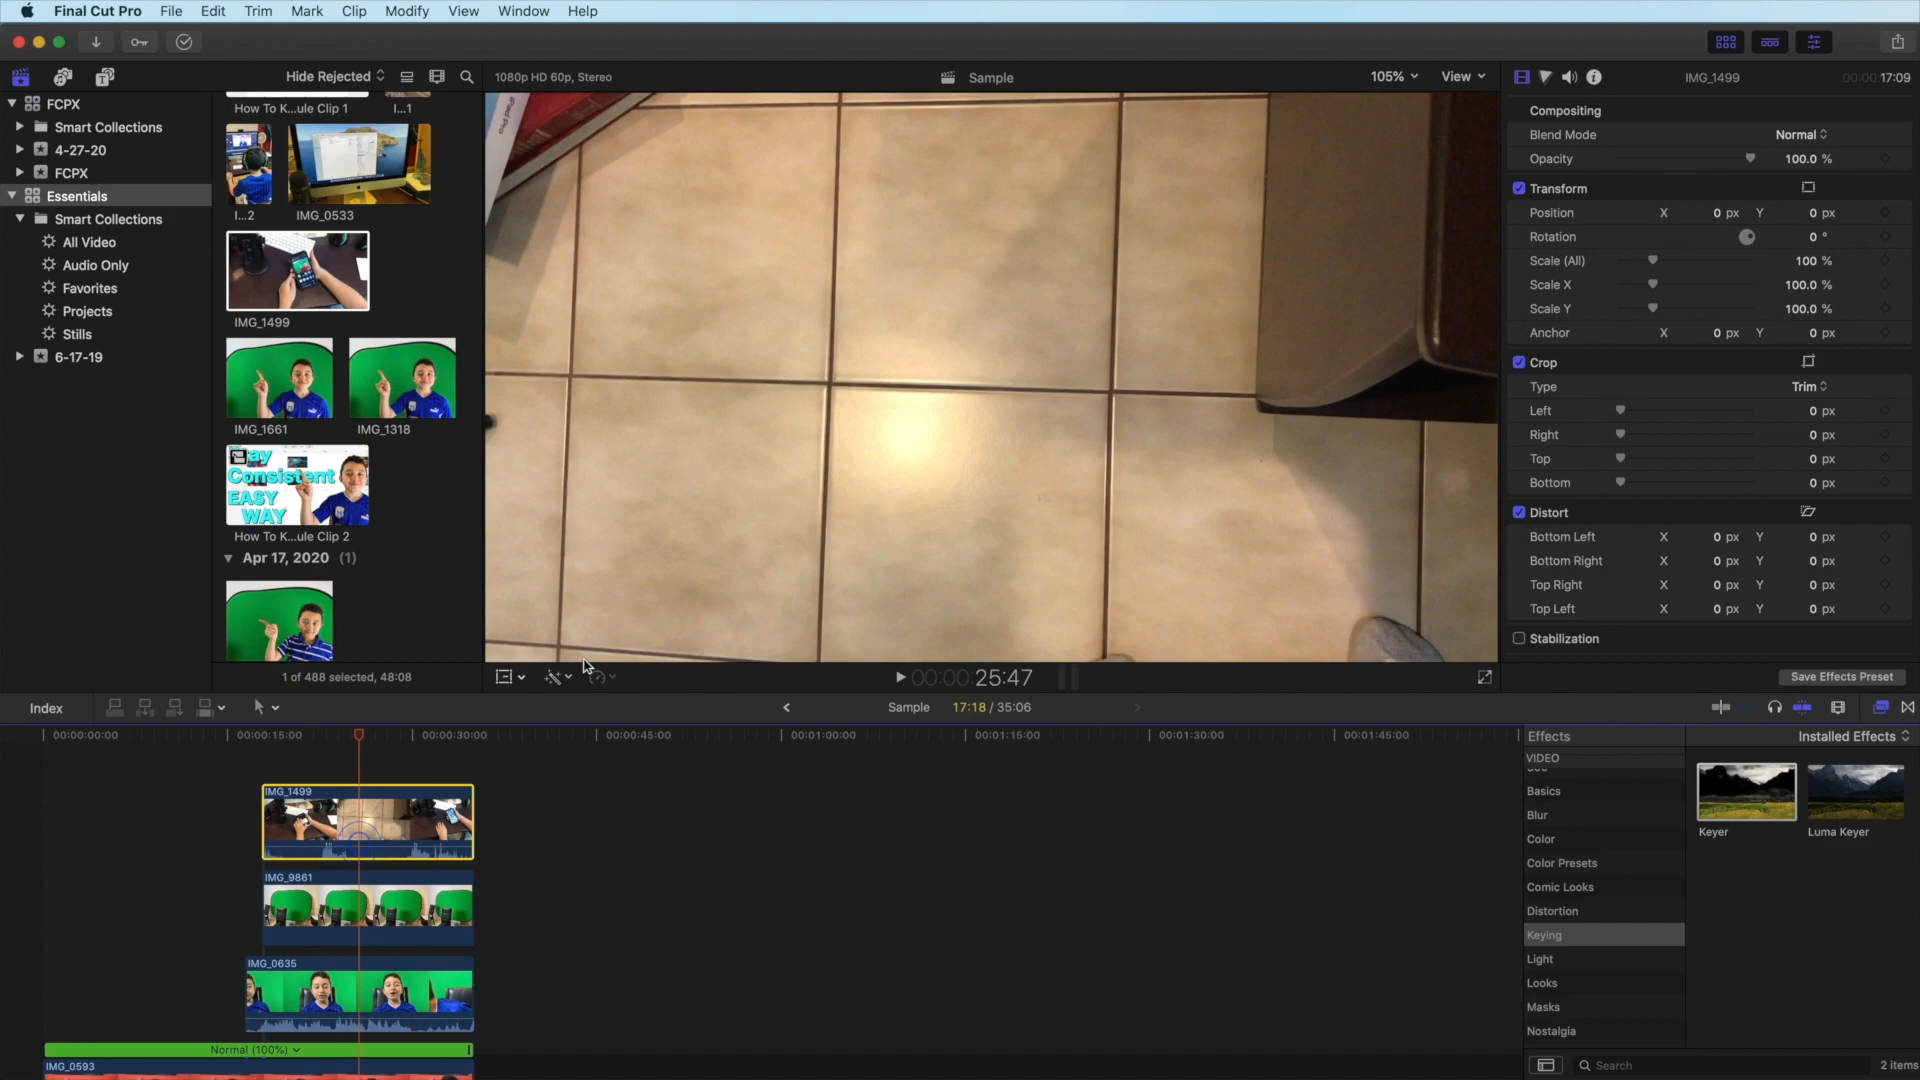 Final Cut Pro File Edit Trim Mark Clip Modify View Window Help
Hide Rejected
1080p HD 60p, Stereo
Sample
105%
View
IMG_1499
00:00:17:09
FCPX
Smart Collections
4-27-20
FCPX
Essentials
Smart Collections
All Video
Audio Only
Favorites
Projects
Stills
6-17-19
How To K...ule Clip 1
I...1
I...2
IMG_0533
IMG_1499
IMG_1661
IMG_1318
Consistent
EASY
WAY
How To K...ule Clip 2
Apr 17, 2020 (1)
1 of 488 selected, 48:08
iPad Pro
00:00:25:47
Compositing
Blend Mode Normal
Opacity 100.0 %
Transform
Position X 0 px Y 0 px
Rotation 0 °
Scale (All) 100 %
Scale X 100.0 %
Scale Y 100.0 %
Anchor X 0 px Y 0 px
Crop
Type Trim
Left 0 px
Right 0 px
Top 0 px
Bottom 0 px
Distort
Bottom Left X 0 px Y 0 px
Bottom Right X 0 px Y 0 px
Top Right X 0 px Y 0 px
Top Left X 0 px Y 0 px
Stabilization
Save Effects Preset
Index
Sample 17:18 / 35:06
00:00:00:00 00:00:15:00 00:00:30:00 00:00:45:00 00:01:00:00 00:01:15:00 00:01:30:00 00:01:45:00
IMG_1499
IMG_9861
IMG_0635
Normal (100%)
IMG_0593
Effects
Installed Effects
VIDEO
Basics
Blur
Color
Color Presets
Comic Looks
Distortion
Keying
Light
Looks
Masks
Nostalgia
Keyer
Luma Keyer
Search
2 items